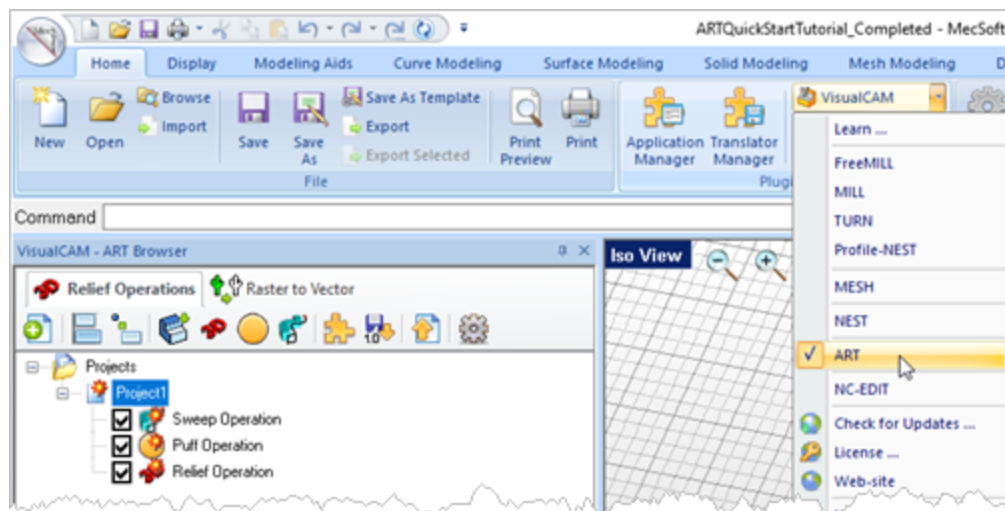 ARTQuickStartTutorial_Completed - MecSoft
Home Display Modeling Aids Curve Modeling Surface Modeling Solid Modeling Mesh Modeling D
New
Open
Browse
Import
Save
Save
As
Save As Template
Export
Export Selected
Print
Preview
Print
File
Application
Manager
Translator
Manager
Plugi
VisualCAM
Learn ...
FreeMILL
MILL
TURN
Profile-NEST
MESH
NEST
ART
NC-EDIT
Check for Updates ...
License ...
Web-site
Command
VisualCAM - ART Browser
Relief Operations Raster to Vector
1.0
Projects
Project1
Sweep Operation
Puff Operation
Relief Operation
Iso View